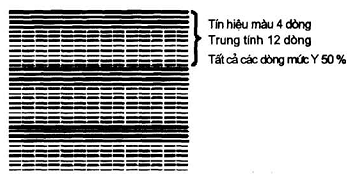 Tín hiệu màu 4 dòng
Trung tính 12 dòng
Tất cả các dòng mức Y 50 %